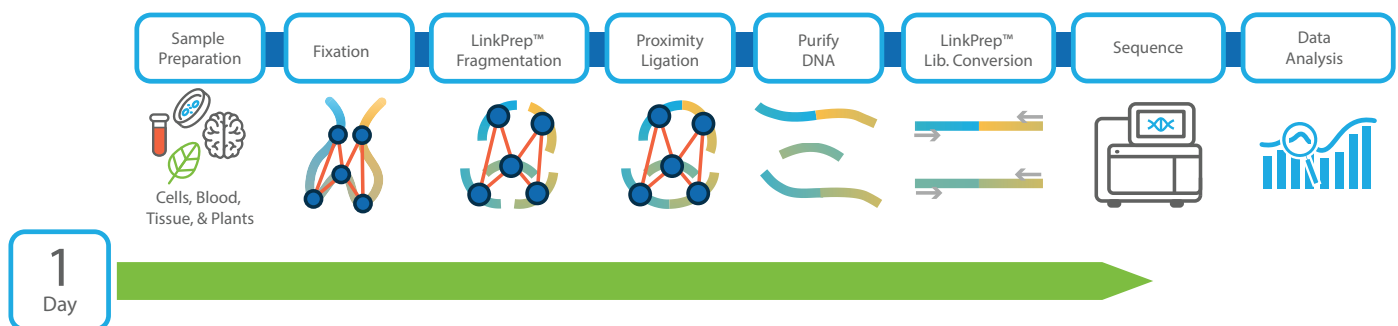 Sample
Preparation
Fixation
LinkPrep™
Fragmentation
Proximity
Ligation
Purify
DNA
LinkPrep™
Lib. Conversion
Sequence
Data
Analysis
Cells, Blood,
Tissue, & Plants
1
Day